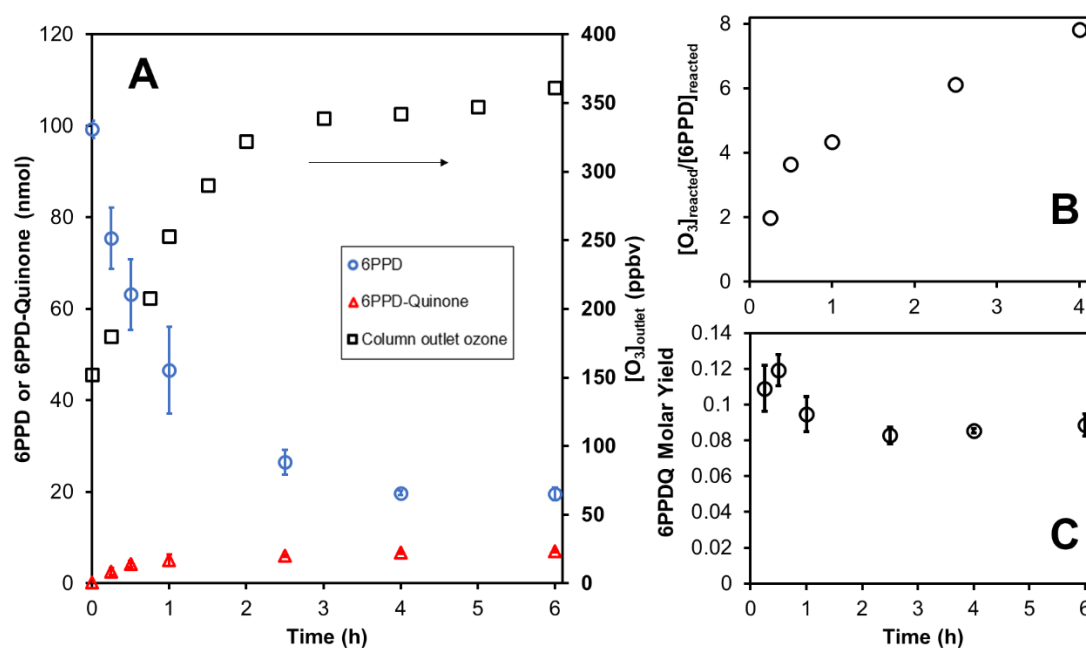 A
6PPD or 6PPD-Quinone (nmol)
120
100
80
60
40
20
0
400
350
300
250
200
150
100
50
0
[O3]outlet (ppbv)
6PPD
6PPD-Quinone
Column outlet ozone
0 1 2 3 4 5 6
Time (h)
B
[O3]reacted/[6PPD]reacted
8
6
4
2
0
0 1 2 3 4
C
6PPDQ Molar Yield
0.14
0.12
0.1
0.08
0.06
0.04
0.02
0
0 1 2 3 4 5 6
Time (h)